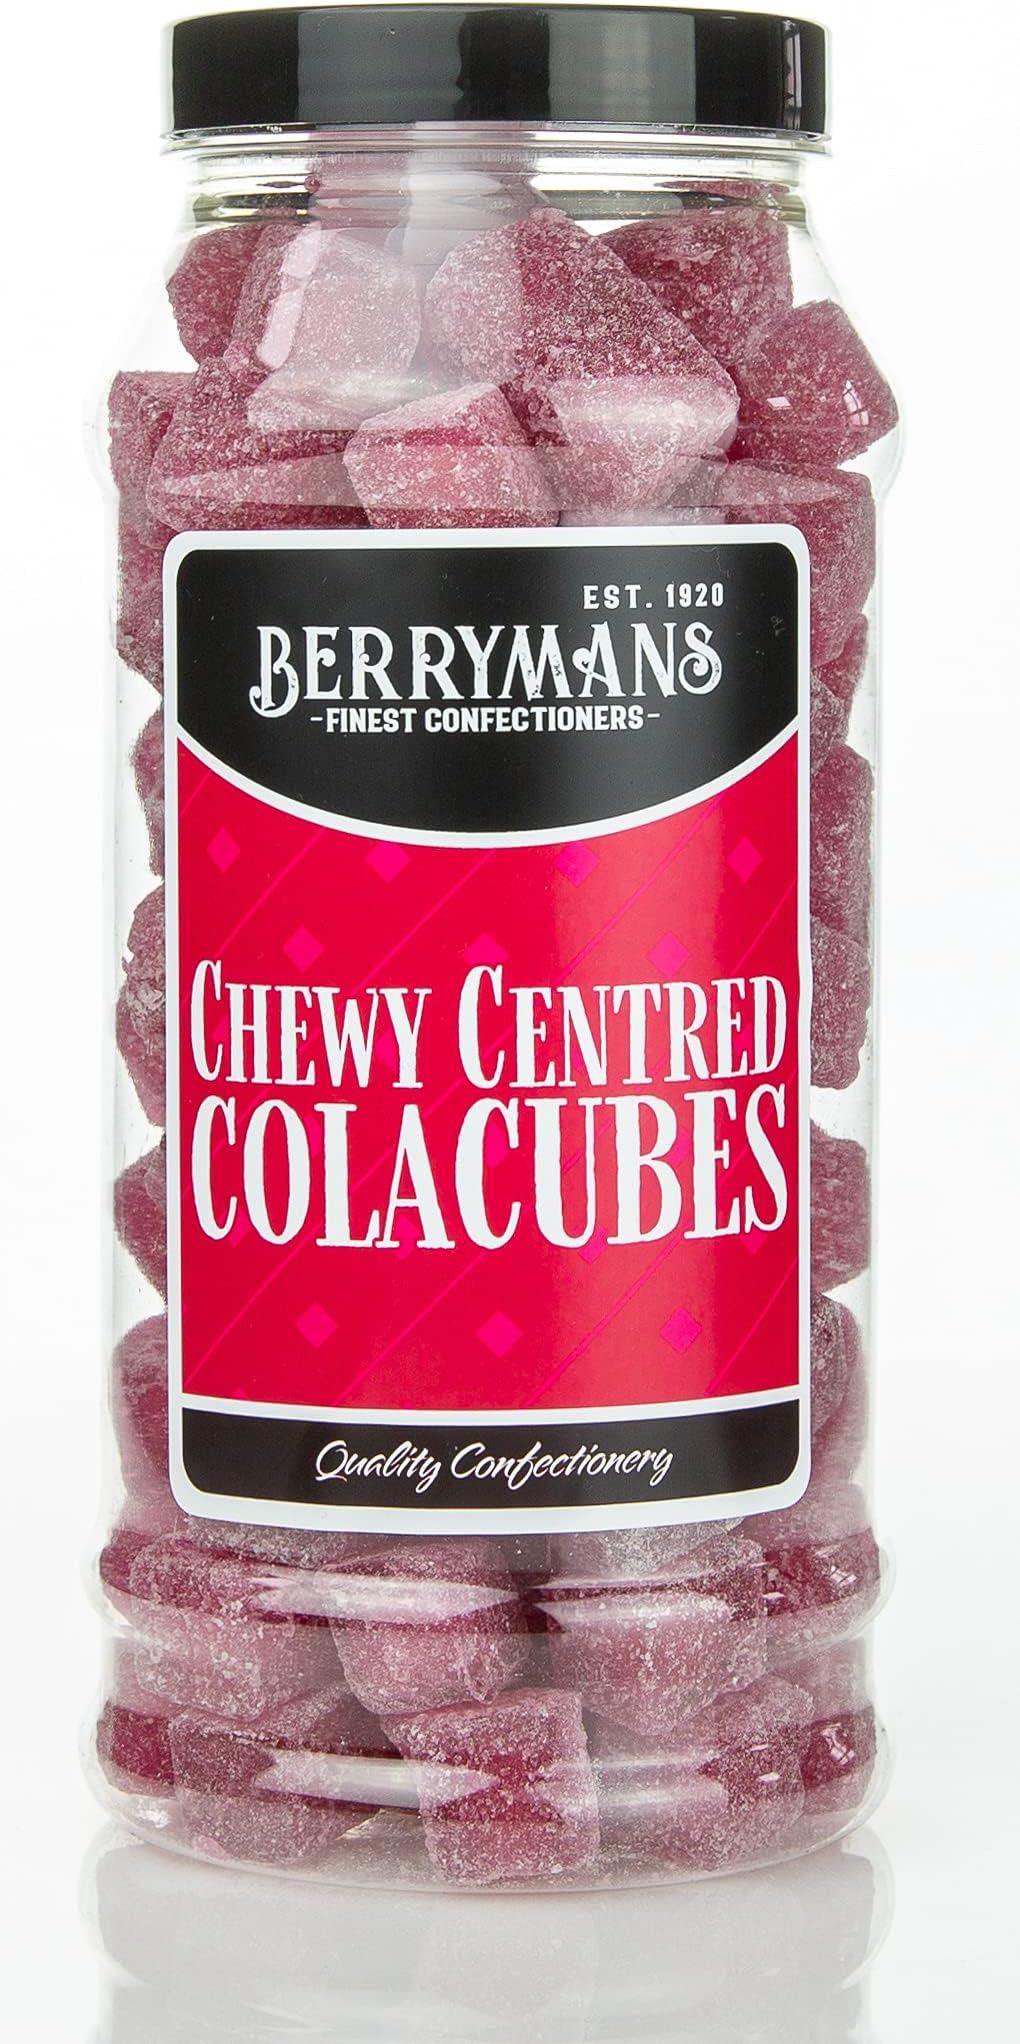 EST. 1920
BERRYMANS
-FINEST CONFECTIONERS-
CHEWY CENTRED
COLACUBES
Quality Confectionery